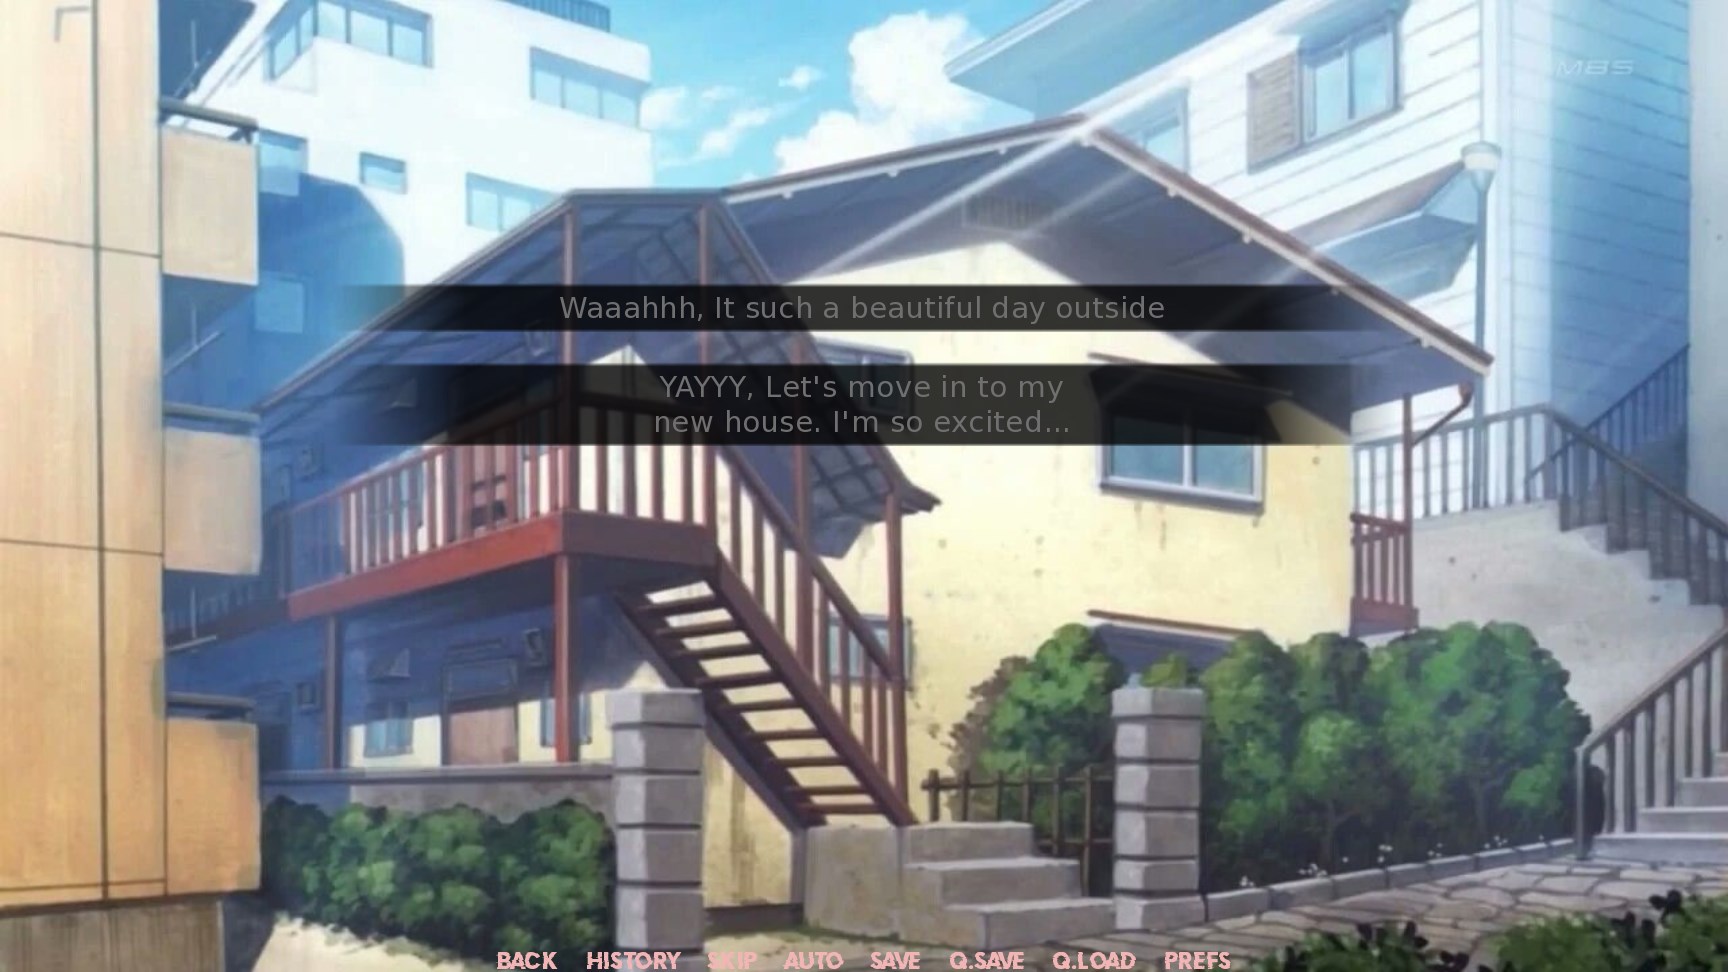 MBS
Waaahhh, It such a beautiful day outside
YAYYY, Let's move in to my
new house. I'm so excited...
BACK HISTORY SKIP AUTO SAVE Q.SAVE Q.LOAD PREFS